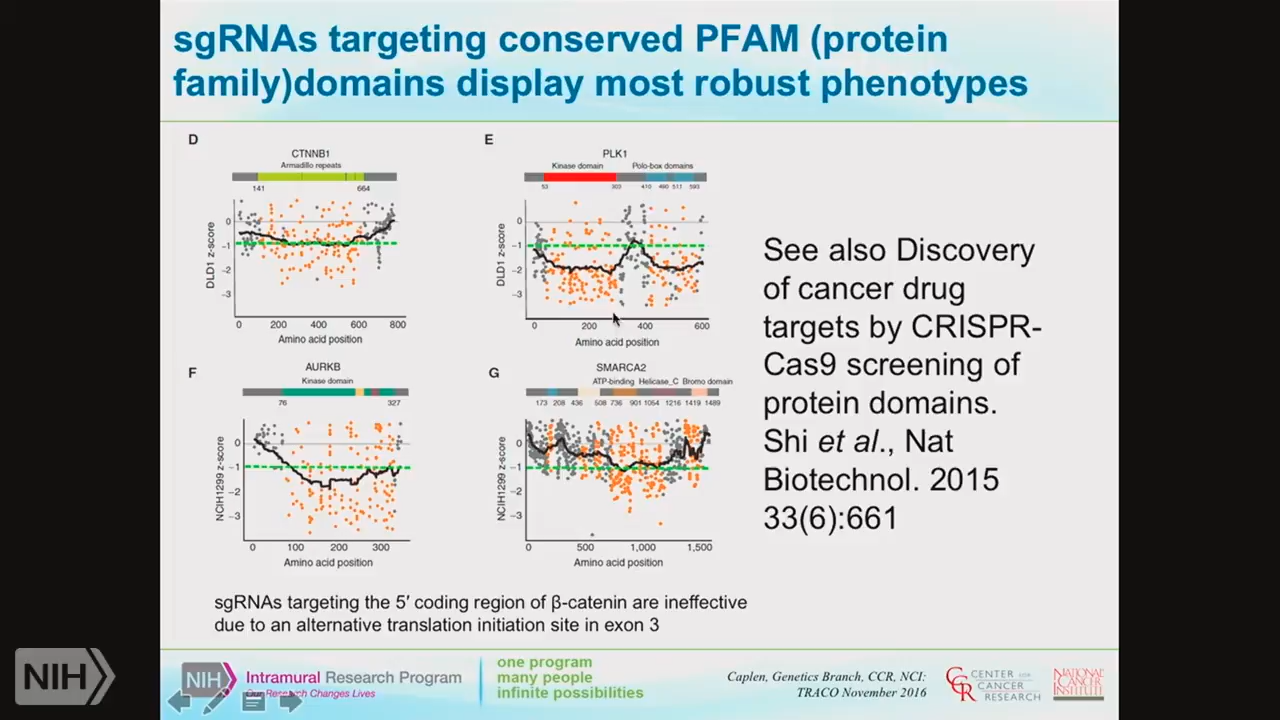 sgRNAs targeting conserved PFAM (protein
family)domains display most robust phenotypes
D
CTNNB1
Armadillo repeats
141
664
DLD1 z-score
0
−1
−2
−3
0
200
400
600
800
Amino acid position
E
PLK1
Kinase domain
Polo-box domains
53
303
410
490
511
593
DLD1 z-score
0
−1
−2
−3
0
200
400
600
Amino acid position
F
AURKB
Kinase domain
76
327
NCIH1299 z-score
0
−1
−2
−3
0
100
200
300
Amino acid position
G
SMARCA2
ATP-binding
Helicase_C
Bromo domain
173
208
436
508
736
901
1054
1216
1419
1489
NCIH1299 z-score
0
−1
−2
−3
0
500
1,000
1,500
Amino acid position
See also Discovery
of cancer drug
targets by CRISPR-
Cas9 screening of
protein domains.
Shi et al., Nat
Biotechnol. 2015
33(6):661
sgRNAs targeting the 5′ coding region of β-catenin are ineffective
due to an alternative translation initiation site in exon 3
NIH
NIH
Intramural Research Program
Our Research Changes Lives
one program
many people
infinite possibilities
Caplen, Genetics Branch, CCR, NCI:
TRACO November 2016
CCR
CENTER FOR
CANCER
RESEARCH
NATIONAL
CANCER
INSTITUTE